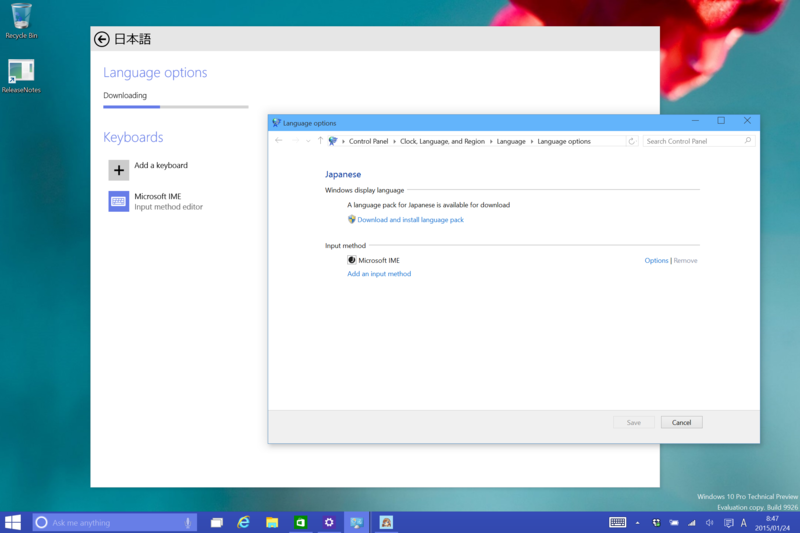 Recycle Bin
ReleaseNotes
日本語
Language options
Downloading
Keyboards
Add a keyboard
Microsoft IME
Input method editor
Language options
Control Panel
Clock, Language, and Region
Language
Language options
Search Control Panel
Japanese
Windows display language
A language pack for Japanese is available for download
Download and install language pack
Input method
Microsoft IME
Options | Remove
Add an input method
Save
Cancel
Windows 10 Pro Technical Preview
Evaluation copy. Build 9926
Ask me anything
A
8:47
2015/01/24